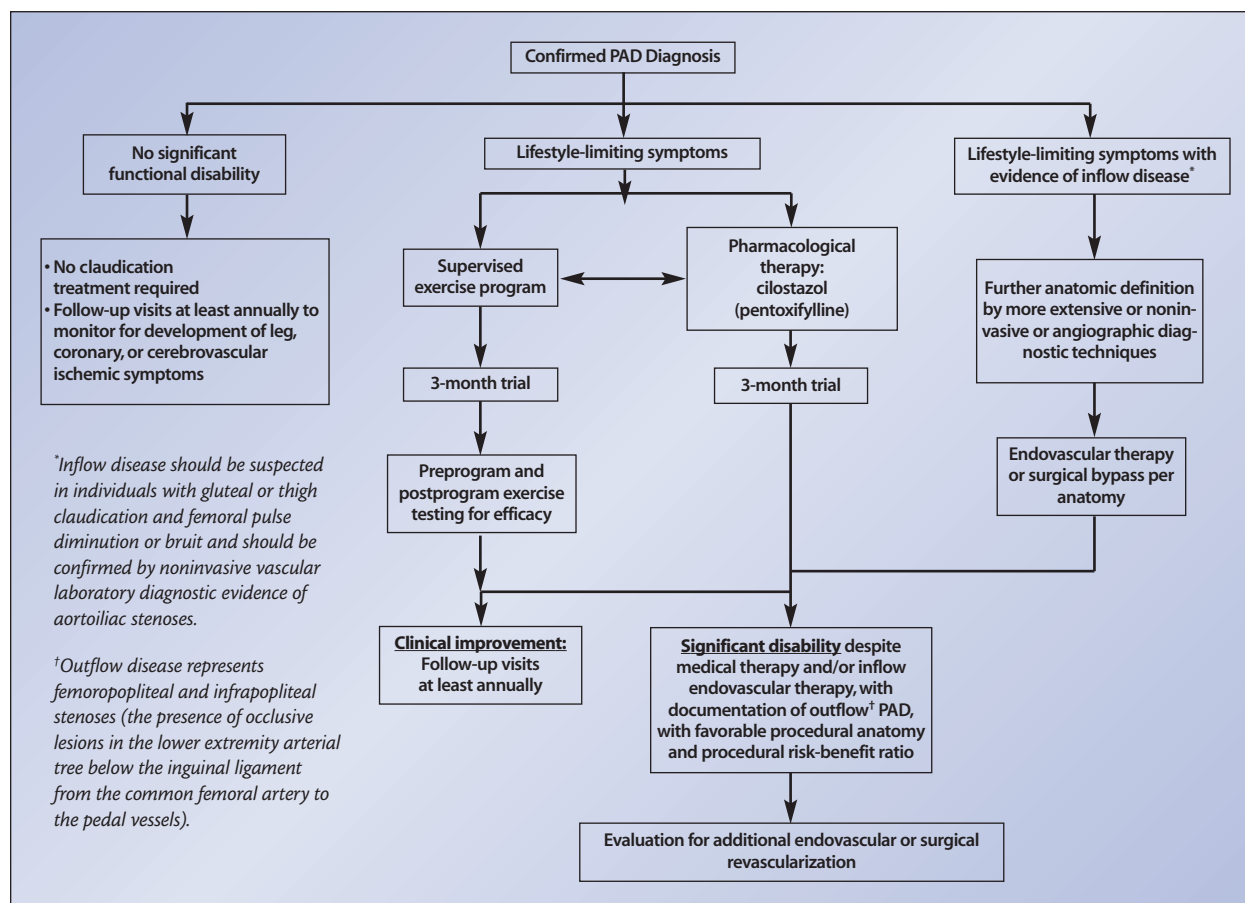 Confirmed PAD Diagnosis
No significant
functional disability
Lifestyle-limiting symptoms
Lifestyle-limiting symptoms with
evidence of inflow disease*
• No claudication
treatment required
• Follow-up visits at least annually to
monitor for development of leg,
coronary, or cerebrovascular
ischemic symptoms
Supervised
exercise program
Pharmacological
therapy:
cilostazol
(pentoxifylline)
Further anatomic definition
by more extensive or nonin-
vasive or angiographic diag-
nostic techniques
3-month trial
3-month trial
Preprogram and
postprogram exercise
testing for efficacy
Endovascular therapy
or surgical bypass per
anatomy
*Inflow disease should be suspected
in individuals with gluteal or thigh
claudication and femoral pulse
diminution or bruit and should be
confirmed by noninvasive vascular
laboratory diagnostic evidence of
aortoiliac stenoses.
†Outflow disease represents
femoropopliteal and infrapopliteal
stenoses (the presence of occlusive
lesions in the lower extremity arterial
tree below the inguinal ligament
from the common femoral artery to
the pedal vessels).
Clinical improvement:
Follow-up visits
at least annually
Significant disability despite
medical therapy and/or inflow
endovascular therapy, with
documentation of outflow† PAD,
with favorable procedural anatomy
and procedural risk-benefit ratio
Evaluation for additional endovascular or surgical
revascularization